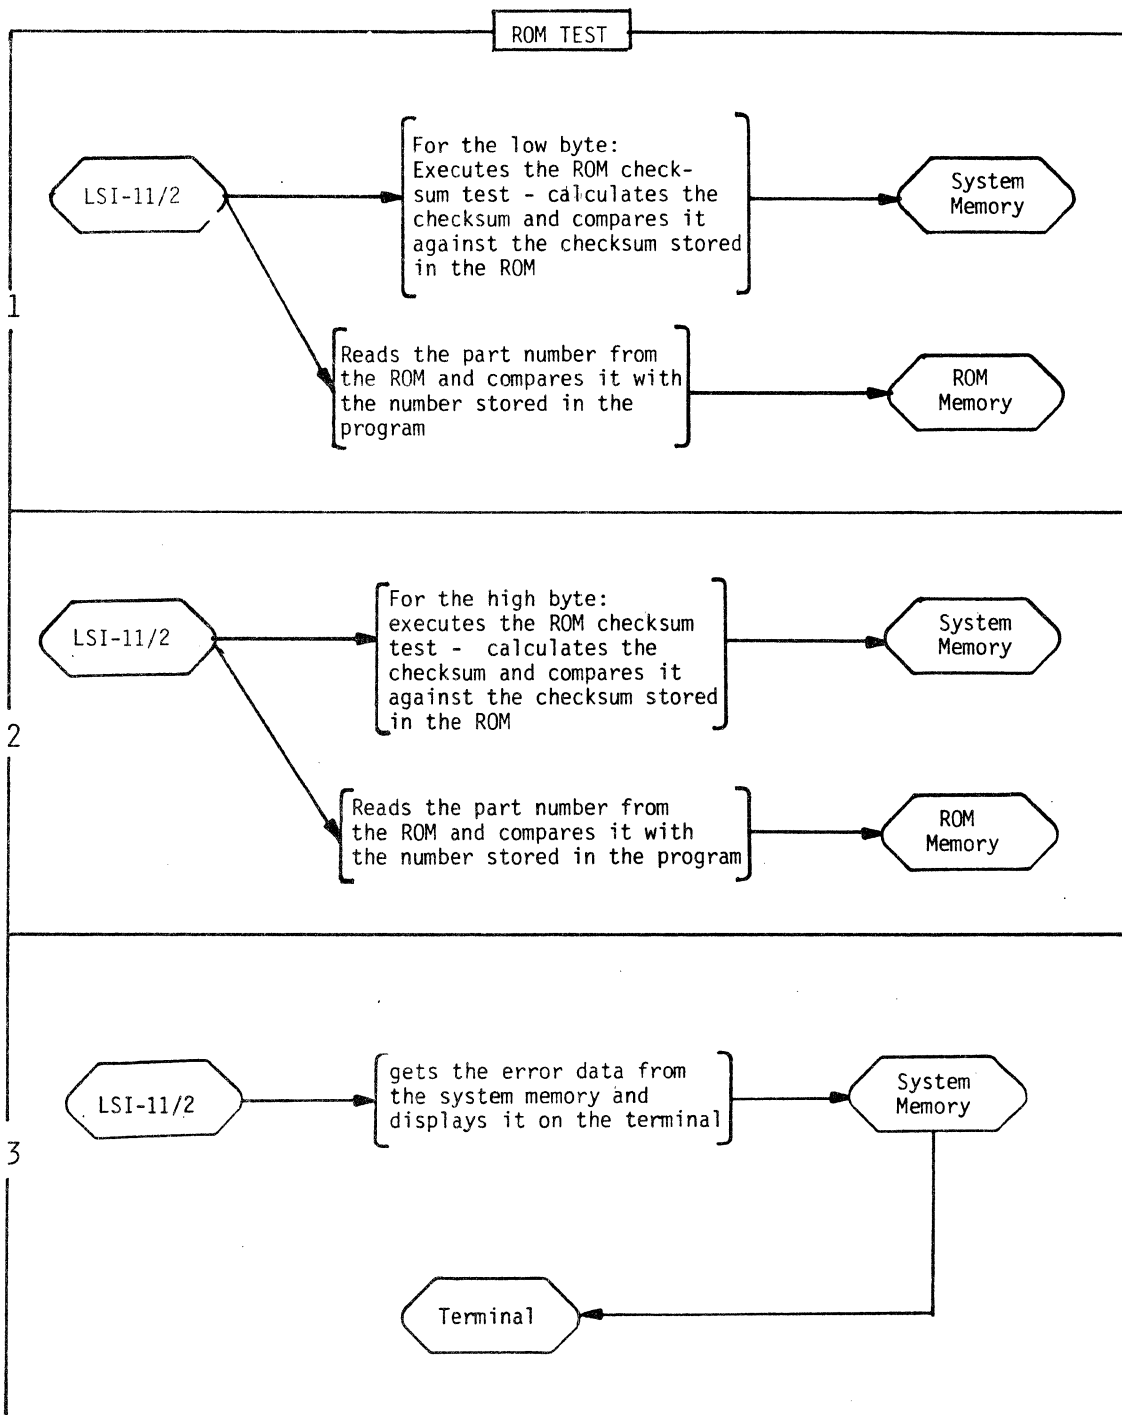 ROM TEST
For the low byte:
Executes the ROM check-
sum test - calculates the
checksum and compares it
against the checksum stored
in the ROM
LSI-11/2
System
Memory
1
Reads the part number from
the ROM and compares it with
the number stored in the
program
ROM
Memory
For the high byte:
executes the ROM checksum
test - calculates the
checksum and compares it
against the checksum stored
in the ROM
LSI-11/2
System
Memory
2
Reads the part number from
the ROM and compares it with
the number stored in the program
ROM
Memory
LSI-11/2
gets the error data from
the system memory and
displays it on the terminal
System
Memory
3
Terminal